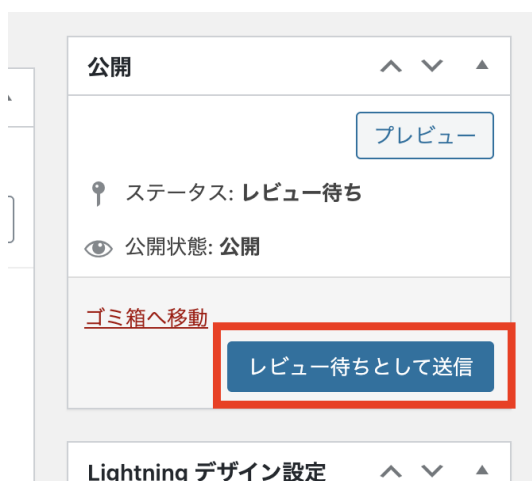 公開
プレビュー
ステータス: レビュー待ち
公開状態: 公開
ゴミ箱へ移動
レビュー待ちとして送信
Lightning デザイン設定